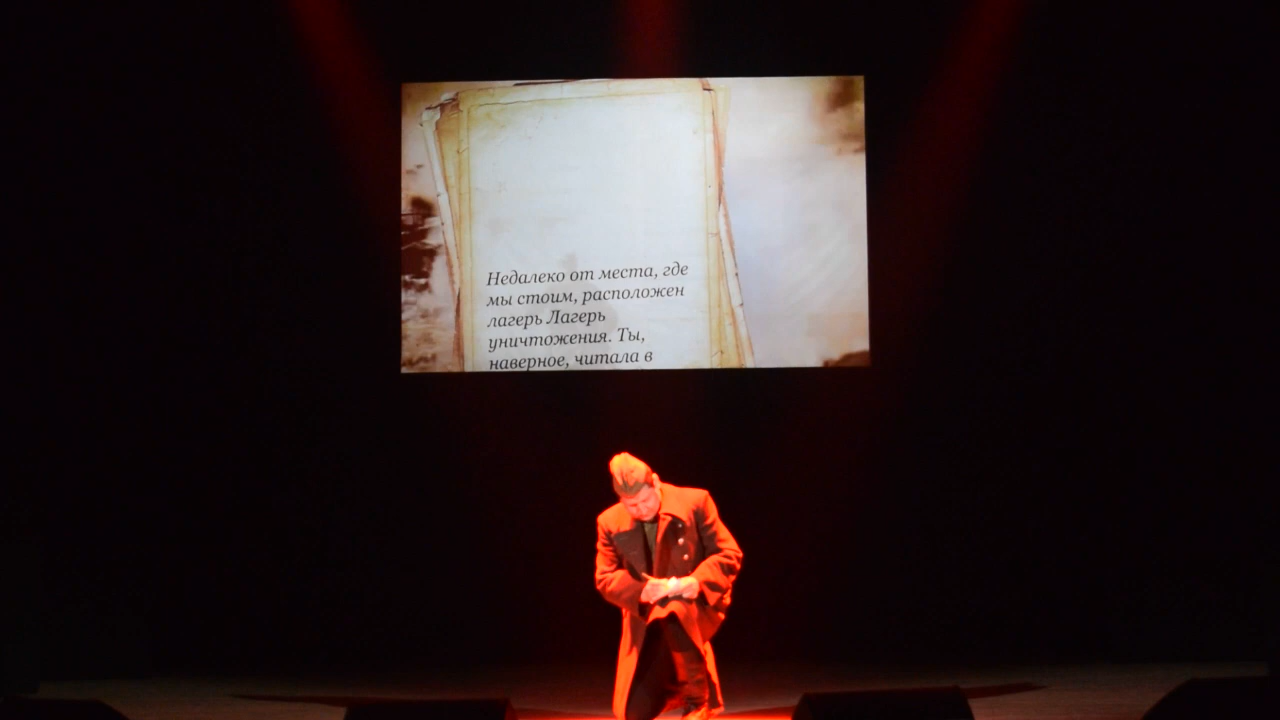 Недалеко от места, где
мы стоим, расположен
лагерь Лагерь
уничтожения. Ты,
наверное, читала в